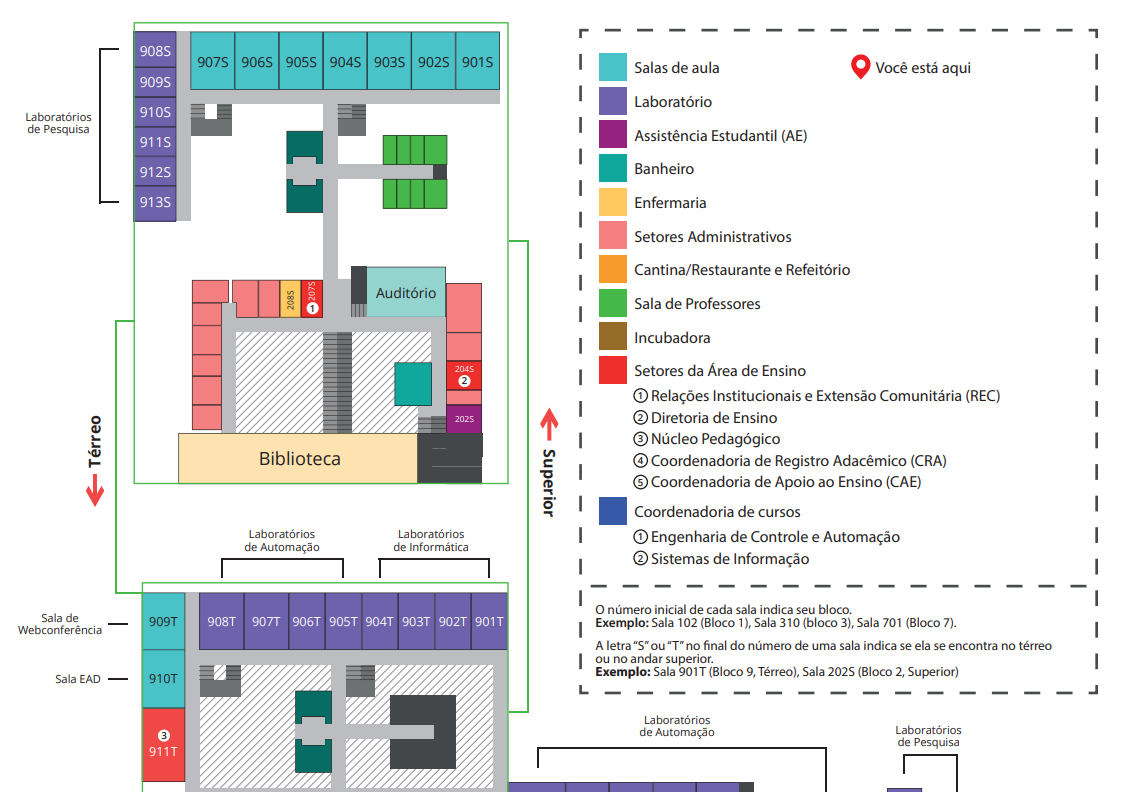 908S
909S
910S
911S
912S
913S
907S 906S 905S 904S 903S 902S 901S
Laboratórios
de Pesquisa
208S
207S
1
Auditório
204S
2
202S
Biblioteca
Térreo
Superior
Laboratórios
de Automação
Laboratórios
de Informática
Sala de
Webconferência
909T
908T 907T 906T 905T 904T 903T 902T 901T
Sala EAD
910T
3
911T
Salas de aula
Você está aqui
Laboratório
Assistência Estudantil (AE)
Banheiro
Enfermaria
Setores Administrativos
Cantina/Restaurante e Refeitório
Sala de Professores
Incubadora
Setores da Área de Ensino
1 Relações Institucionais e Extensão Comunitária (REC)
2 Diretoria de Ensino
3 Núcleo Pedagógico
4 Coordenadoria de Registro Adacêmico (CRA)
5 Coordenadoria de Apoio ao Ensino (CAE)
Coordenadoria de cursos
1 Engenharia de Controle e Automação
2 Sistemas de Informação
O número inicial de cada sala indica seu bloco.
Exemplo: Sala 102 (Bloco 1), Sala 310 (bloco 3), Sala 701 (Bloco 7).
A letra “S” ou “T” no final do número de uma sala indica se ela se encontra no térreo
ou no andar superior.
Exemplo: Sala 901T (Bloco 9, Térreo), Sala 202S (Bloco 2, Superior)
Laboratórios
de Automação
Laboratórios
de Pesquisa